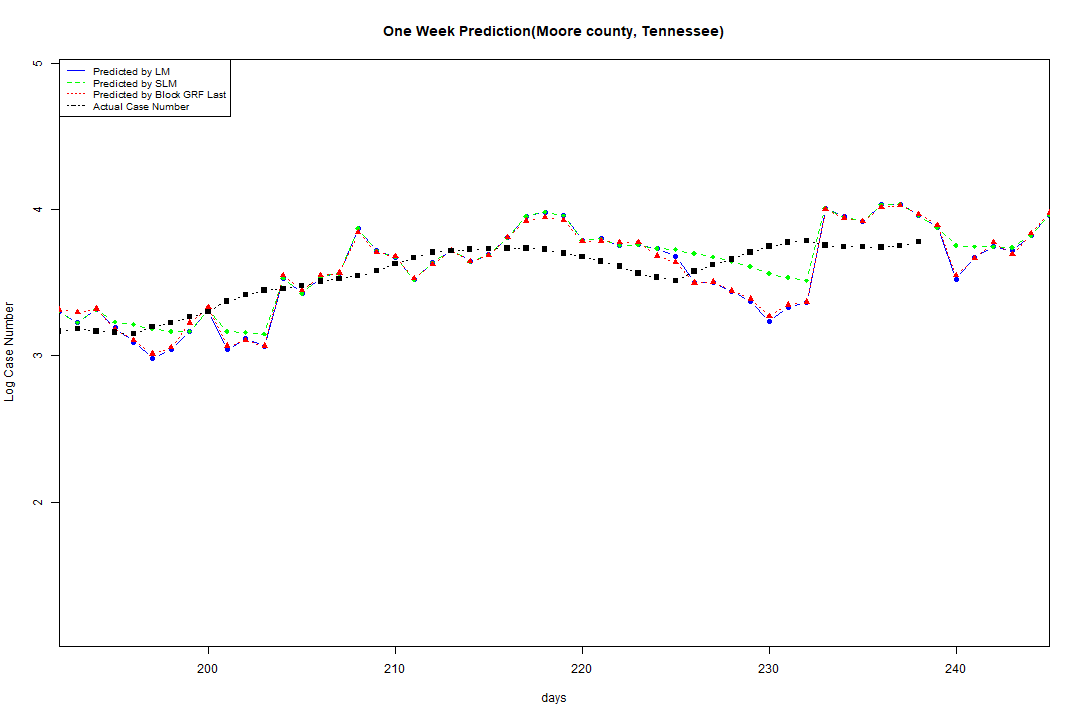 One Week Prediction(Moore county, Tennessee)
Predicted by LM
Predicted by SLM
Predicted by Block GRF Last
Actual Case Number
5
4
3
2
Log Case Number
200 210 220 230 240
days